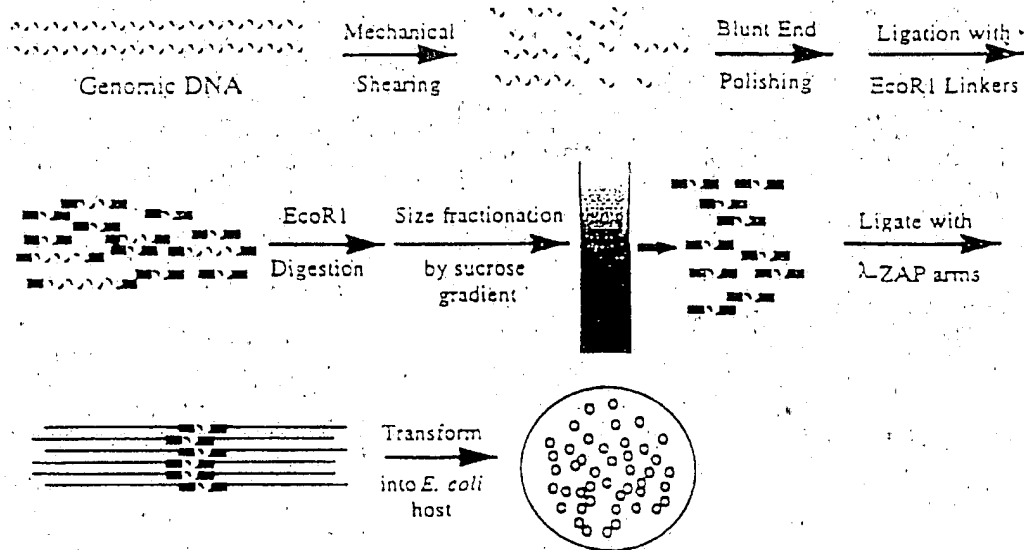 Genomic DNA
Mechanical
Shearing
Blunt End
Polishing
Ligation with
EcoR1 Linkers
EcoR1
Digestion
Size fractionation
by sucrose
gradient
Ligate with
λ-ZAP arms
Transform
into E. coli
host